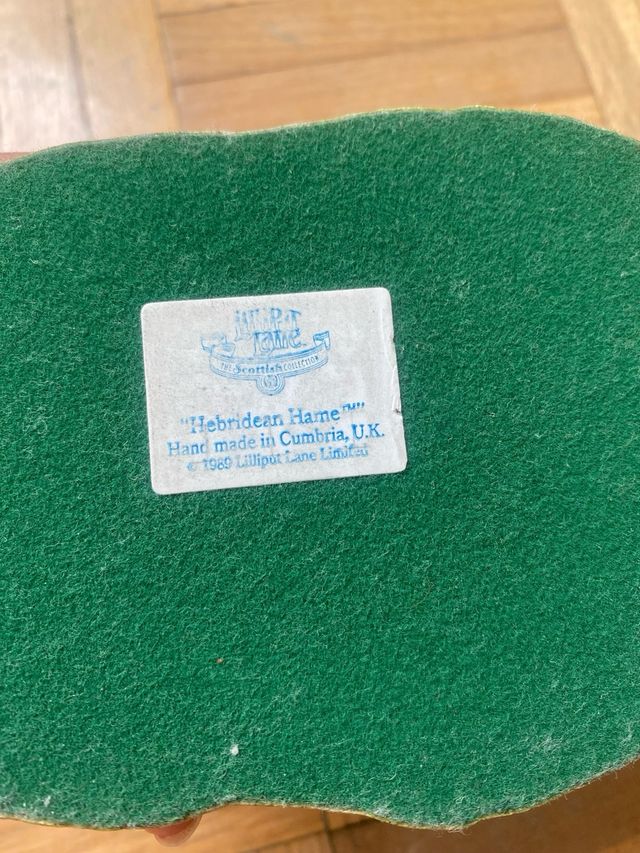 LILLIPUT
LANE
THE Scottish COLLECTION
"Hebridean Hame™"
Hand made in Cumbria, U.K.
© 1989 Lilliput Lane Limited